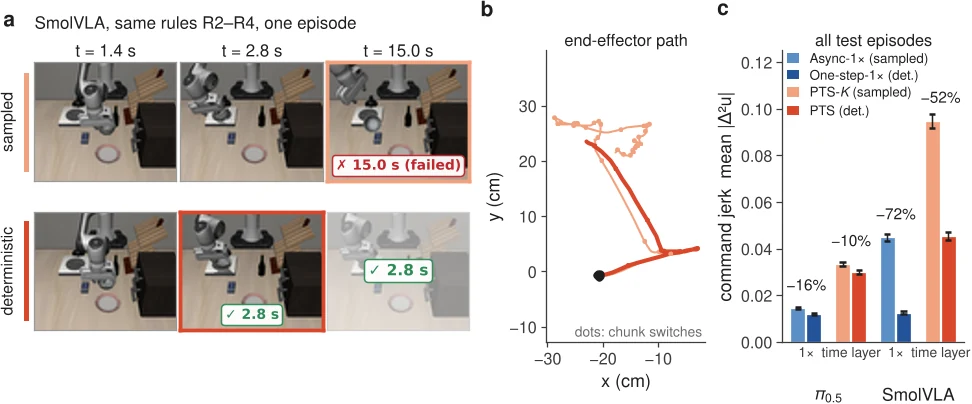 a
SmolVLA, same rules R2–R4, one episode
t = 1.4 s
t = 2.8 s
t = 15.0 s
sampled
✗ 15.0 s (failed)
deterministic
✓ 2.8 s
✓ 2.8 s
b
end-effector path
y (cm)
30
20
10
0
−10
dots: chunk switches
−30
−20
−10
x (cm)
c
all test episodes
Async-1× (sampled)
One-step-1× (det.)
PTS-K (sampled)
PTS (det.)
command jerk mean |Δ²u|
0.12
0.10
0.08
0.06
0.04
0.02
0.00
−16%
−10%
−72%
−52%
1× time layer 1× time layer
π0.5
SmolVLA